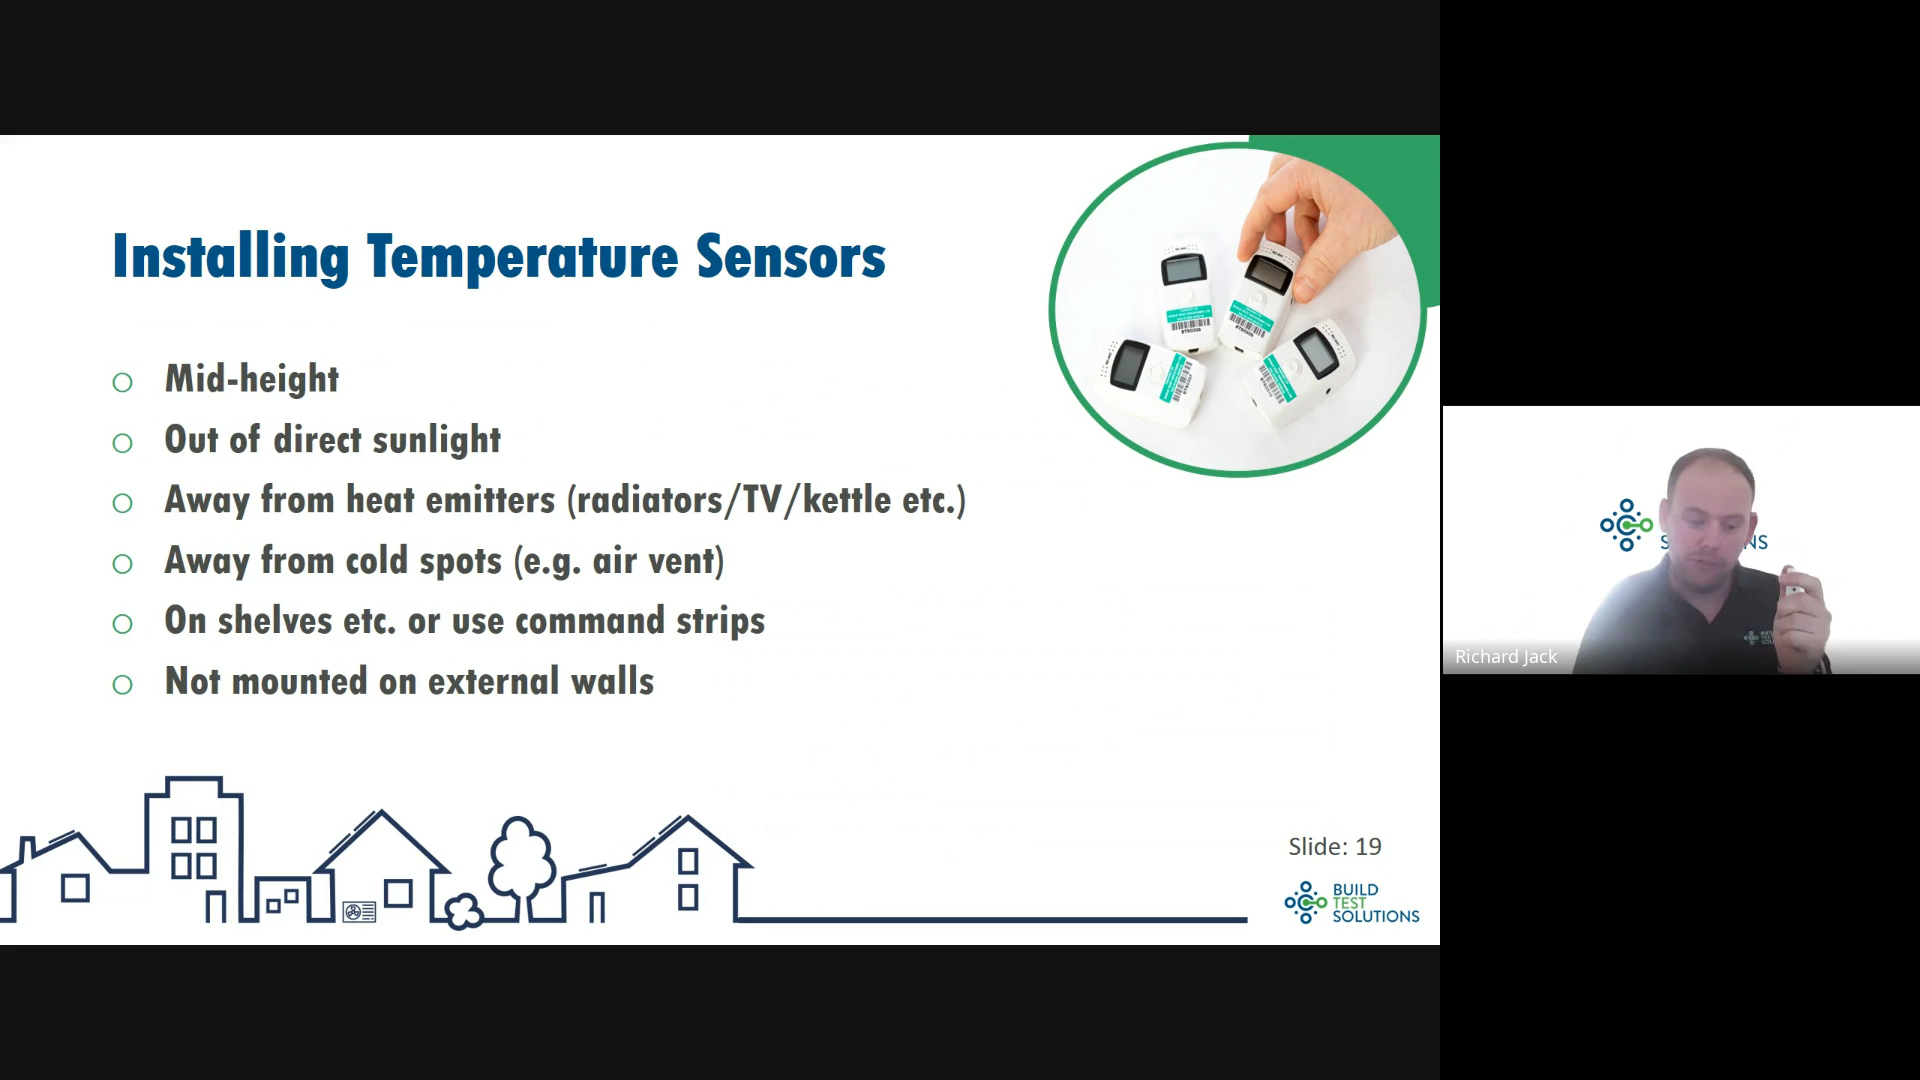 Installing Temperature Sensors
Mid-height
Out of direct sunlight
Away from heat emitters (radiators/TV/kettle etc.)
Away from cold spots (e.g. air vent)
On shelves etc. or use command strips
Not mounted on external walls
Slide: 19
BUILD
TEST
SOLUTIONS
Richard Jack